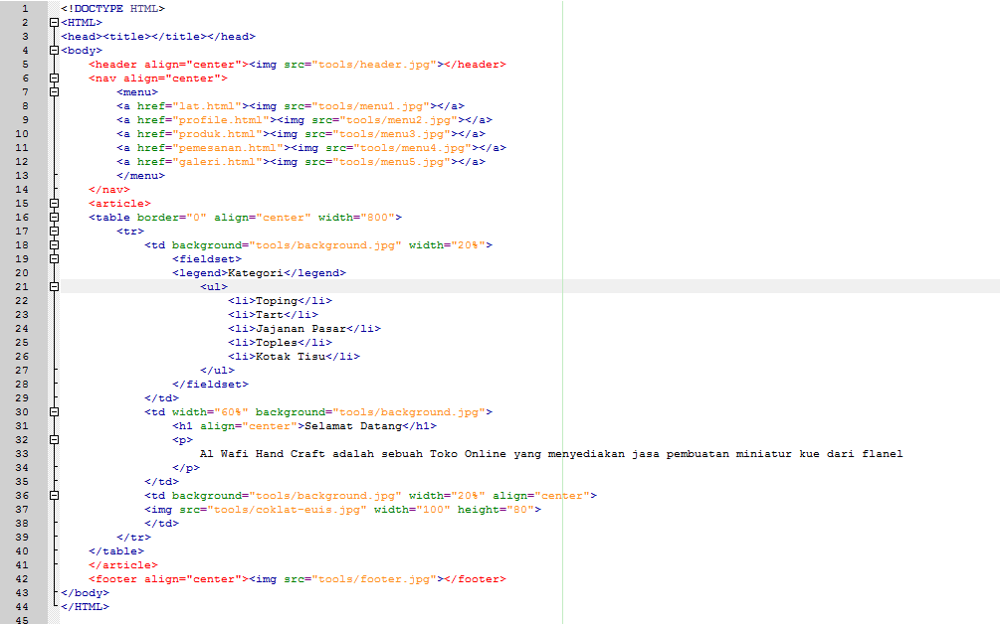 1 <!DOCTYPE HTML>
2 <HTML>
3 <head><title></title></head>
4 <body>
5 <header align="center"><img src="tools/header.jpg"></header>
6 <nav align="center">
7 <menu>
8 <a href="lat.html"><img src="tools/menu1.jpg"></a>
9 <a href="profile.html"><img src="tools/menu2.jpg"></a>
10 <a href="produk.html"><img src="tools/menu3.jpg"></a>
11 <a href="pemesanan.html"><img src="tools/menu4.jpg"></a>
12 <a href="galeri.html"><img src="tools/menu5.jpg"></a>
13 </menu>
14 </nav>
15 <article>
16 <table border="0" align="center" width="800">
17 <tr>
18 <td background="tools/background.jpg" width="20%">
19 <fieldset>
20 <legend>Kategori</legend>
21 <ul>
22 <li>Toping</li>
23 <li>Tart</li>
24 <li>Jajanan Pasar</li>
25 <li>Toples</li>
26 <li>Kotak Tisu</li>
27 </ul>
28 </fieldset>
29 </td>
30 <td width="60%" background="tools/background.jpg">
31 <h1 align="center">Selamat Datang</h1>
32 <p>
33 Al Wafi Hand Craft adalah sebuah Toko Online yang menyediakan jasa pembuatan miniatur kue dari flanel
34 </p>
35 </td>
36 <td background="tools/background.jpg" width="20%" align="center">
37 <img src="tools/coklat-euis.jpg" width="100" height="80">
38 </td>
39 </tr>
40 </table>
41 </article>
42 <footer align="center"><img src="tools/footer.jpg"></footer>
43 </body>
44 </HTML>
45